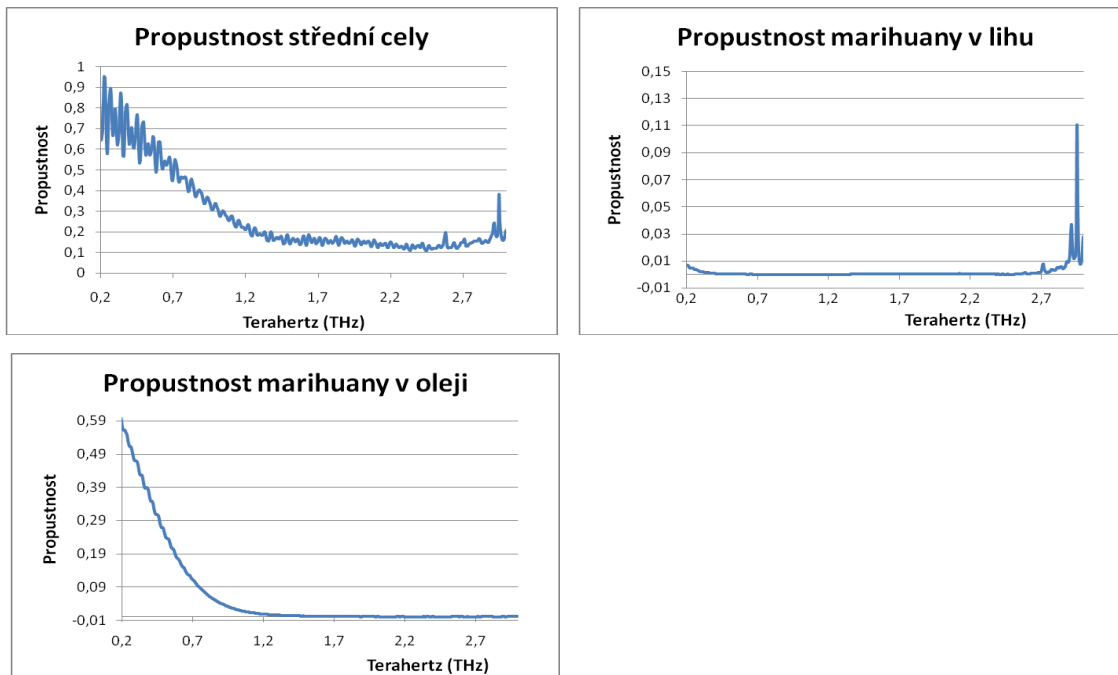 Propustnost střední cely
1
0,9
0,8
0,7
0,6
0,5
0,4
0,3
0,2
0,1
0
Propustnost
0,2 0,7 1,2 1,7 2,2 2,7
Terahertz (THz)
Propustnost marihuany v lihu
0,15
0,13
0,11
0,09
0,07
0,05
0,03
0,01
-0,01
Propustnost
0,2 0,7 1,2 1,7 2,2 2,7
Terahertz (THz)
Propustnost marihuany v oleji
0,59
0,49
0,39
0,29
0,19
0,09
-0,01
Propustnost
0,2 0,7 1,2 1,7 2,2 2,7
Terahertz (THz)